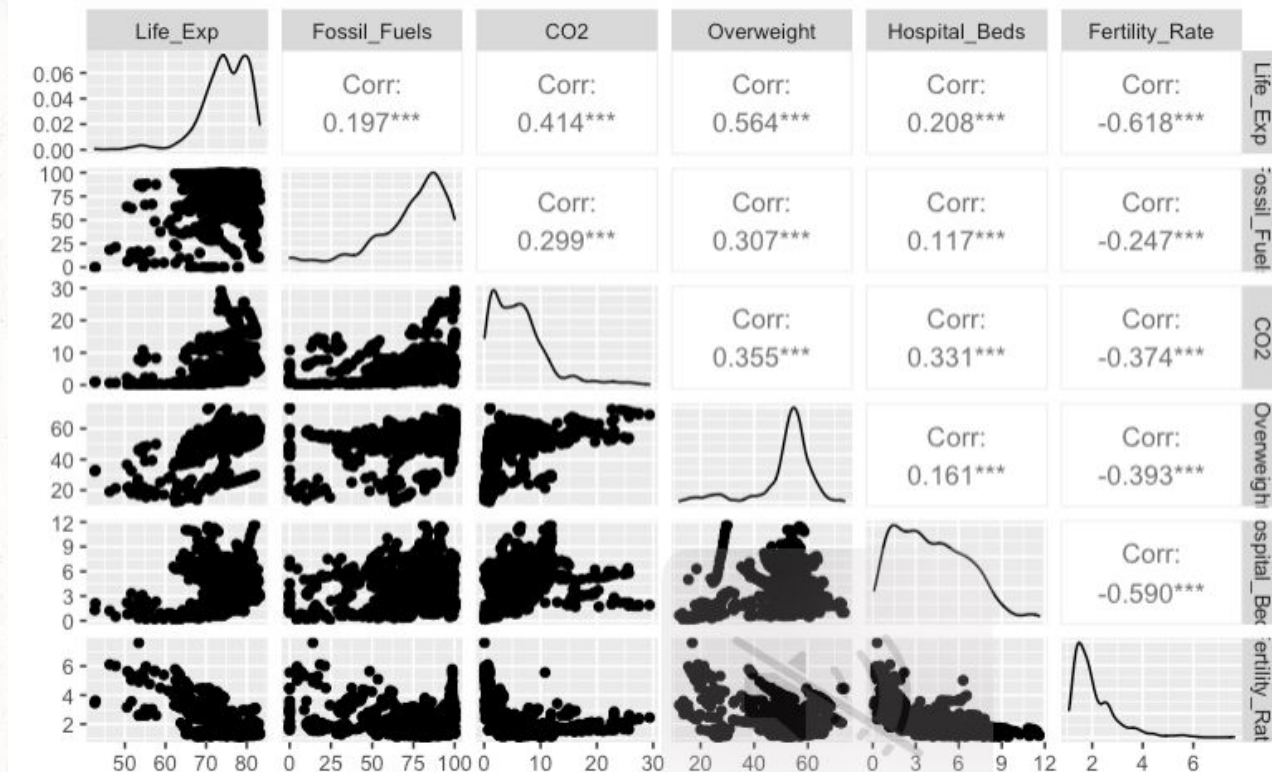 Life_Exp Fossil_Fuels CO2 Overweight Hospital_Beds Fertility_Rate
0.06
0.04
0.02
0.00
Corr:
0.197***
Corr:
0.414***
Corr:
0.564***
Corr:
0.208***
Corr:
-0.618***
Life_Exp
100
75
50
25
0
Corr:
0.299***
Corr:
0.307***
Corr:
0.117***
Corr:
-0.247***
ossil_Fuel
30
20
10
0
Corr:
0.355***
Corr:
0.331***
Corr:
-0.374***
CO2
60
40
20
Corr:
0.161***
Corr:
-0.393***
Overweigh
12
9
6
3
0
Corr:
-0.590***
ospital_Bed
6
4
2
ertility_Rat
50 60 70 80 0 25 50 75 100 0 10 20 30 20 40 60 0 3 6 9 12 2 4 6